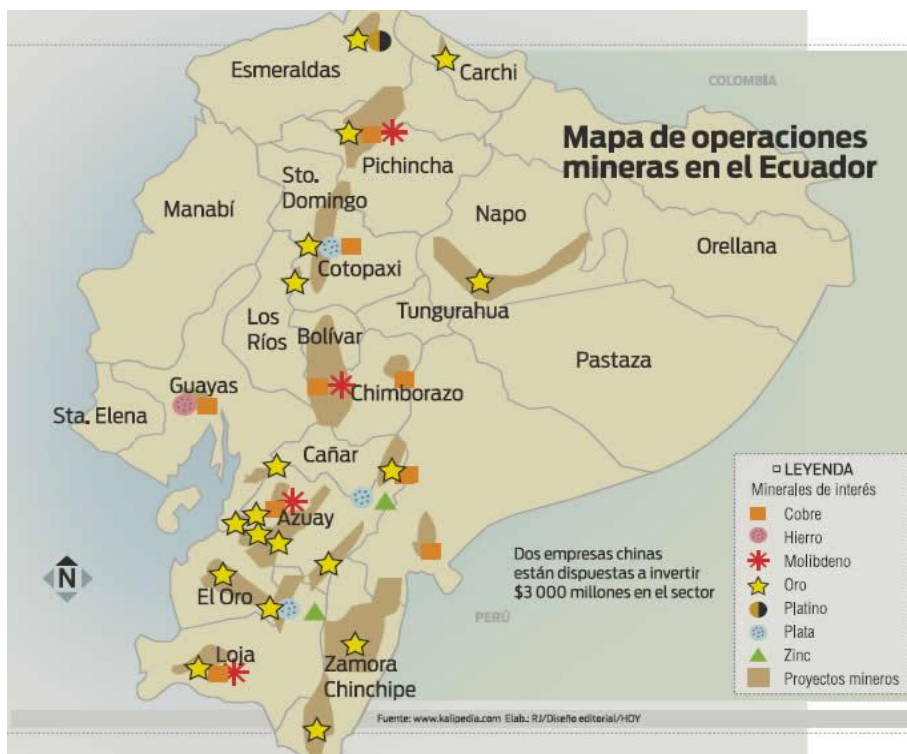 Esmeraldas
Carchi
COLOMBÍA
Mapa de operaciones
mineras en el Ecuador
Pichincha
Sto.
Domingo
Manabí
Napo
Orellana
Cotopaxi
Tungurahua
Los
Ríos
Bolívar
Pastaza
Guayas
Chimborazo
Sta. Elena
Cañar
Azuay
LEYENDA
Minerales de interés
Cobre
Hierro
Molibdeno
Oro
Platino
Plata
Zinc
Proyectos mineros
Dos empresas chinas
están dispuestas a invertir
$3 000 millones en el sector
N
El Oro
PERÚ
Loja
Zamora
Chinchipe
Fuente: www.kalipedia.com Elab.: RJ/Diseño editorial/HOY